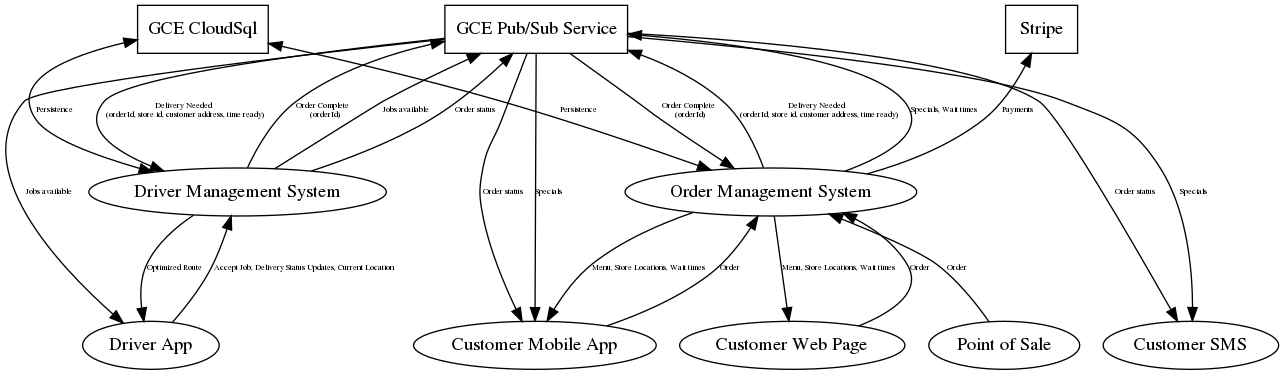 GCE CloudSql
GCE Pub/Sub Service
Stripe
Persistence
Delivery Needed
(orderId, store id, customer address, time ready)
Order Complete
(orderId)
Jobs available
Order status
Persistence
Order Complete
(orderId)
Delivery Needed
(orderId, store id, customer address, time ready)
Specials, Wait times
Payments
Driver Management System
Order Management System
Jobs available
Order status
Specials
Order status
Specials
Optimized Route
Accept Job, Delivery Status Updates, Current Location
Menu, Store Locations, Wait times
Order
Menu, Store Locations, Wait times
Order
Order
Driver App
Customer Mobile App
Customer Web Page
Point of Sale
Customer SMS